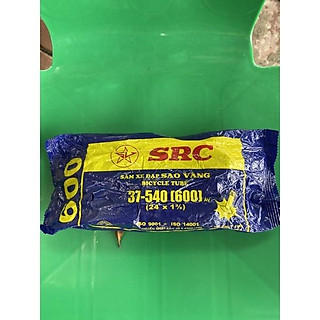 600
SRC
SĂM XE ĐẠP SAO VÀNG
BICYCLE TUBE
37-540 (600)
(24" x 1⅜)
ISO 9001 - ISO 14001